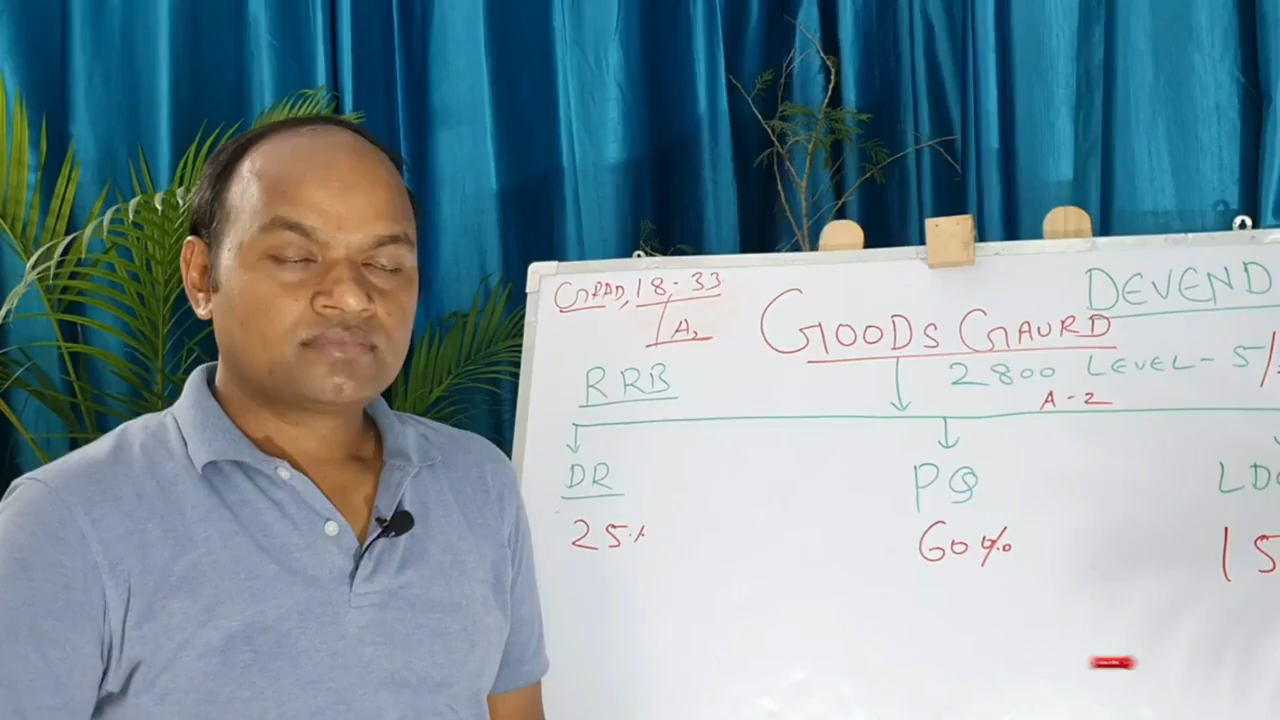 GRAD, 18-33
A2
DEVEND
GOODS GAURD
2800 LEVEL-5/
A-2
RRB
DR
PQ
LD
25%
60%
15